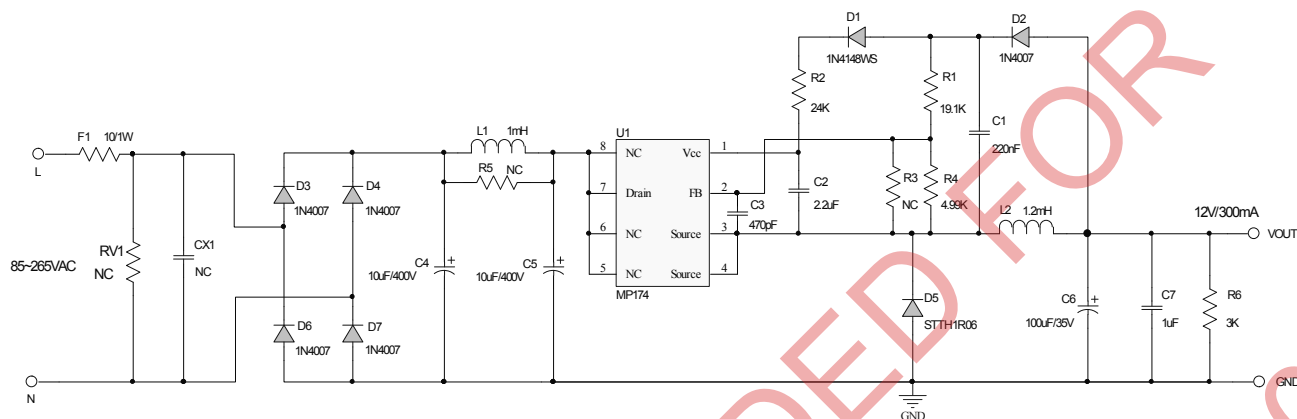 D1
1N4148WS
D2
1N4007
R2
24K
R1
19.1K
C1
220nF
F1 10/1W
L
L1 1mH
R5 NC
U1
8 NC
7 Drain
6 NC
5 NC
Vcc 1
FB 2
Source 3
Source 4
MP174
C2
2.2uF
C3
470pF
R3
NC
R4
4.99K
L2 1.2mH
12V/300mA
VOUT
D3
1N4007
D4
1N4007
85~265VAC
RV1
NC
CX1
NC
C4
10uF/400V
C5
10uF/400V
D6
1N4007
D7
1N4007
D5
STTH1R06
C6
100uF/35V
C7
1uF
R6
3K
N
GND
GND
DED FOR